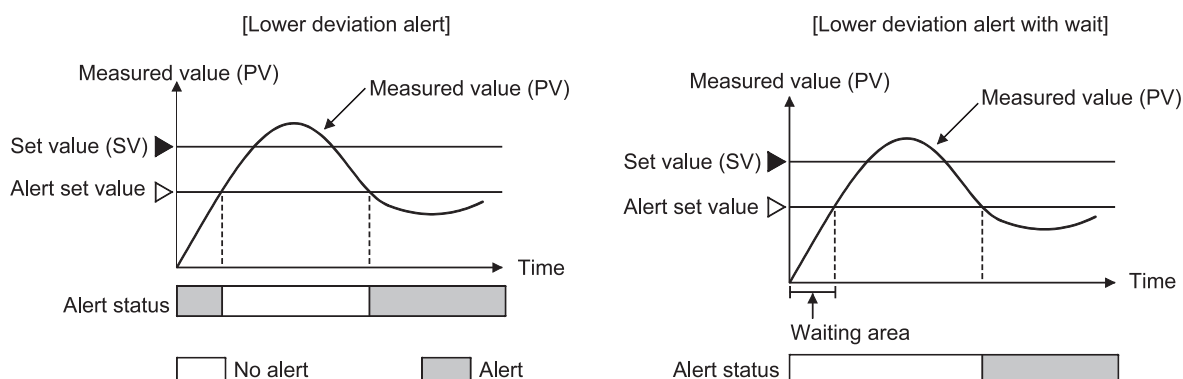 [Lower deviation alert]
Measured value (PV)
Measured value (PV)
Set value (SV)
Alert set value
Time
Alert status
No alert
Alert
[Lower deviation alert with wait]
Measured value (PV)
Measured value (PV)
Set value (SV)
Alert set value
Time
Waiting area
Alert status